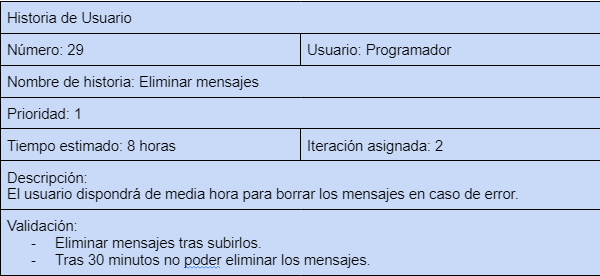 Historia de Usuario
Número: 29 Usuario: Programador
Nombre de historia: Eliminar mensajes
Prioridad: 1
Tiempo estimado: 8 horas Iteración asignada: 2
Descripción:
El usuario dispondrá de media hora para borrar los mensajes en caso de error.
Validación:
- Eliminar mensajes tras subirlos.
- Tras 30 minutos no poder eliminar los mensajes.